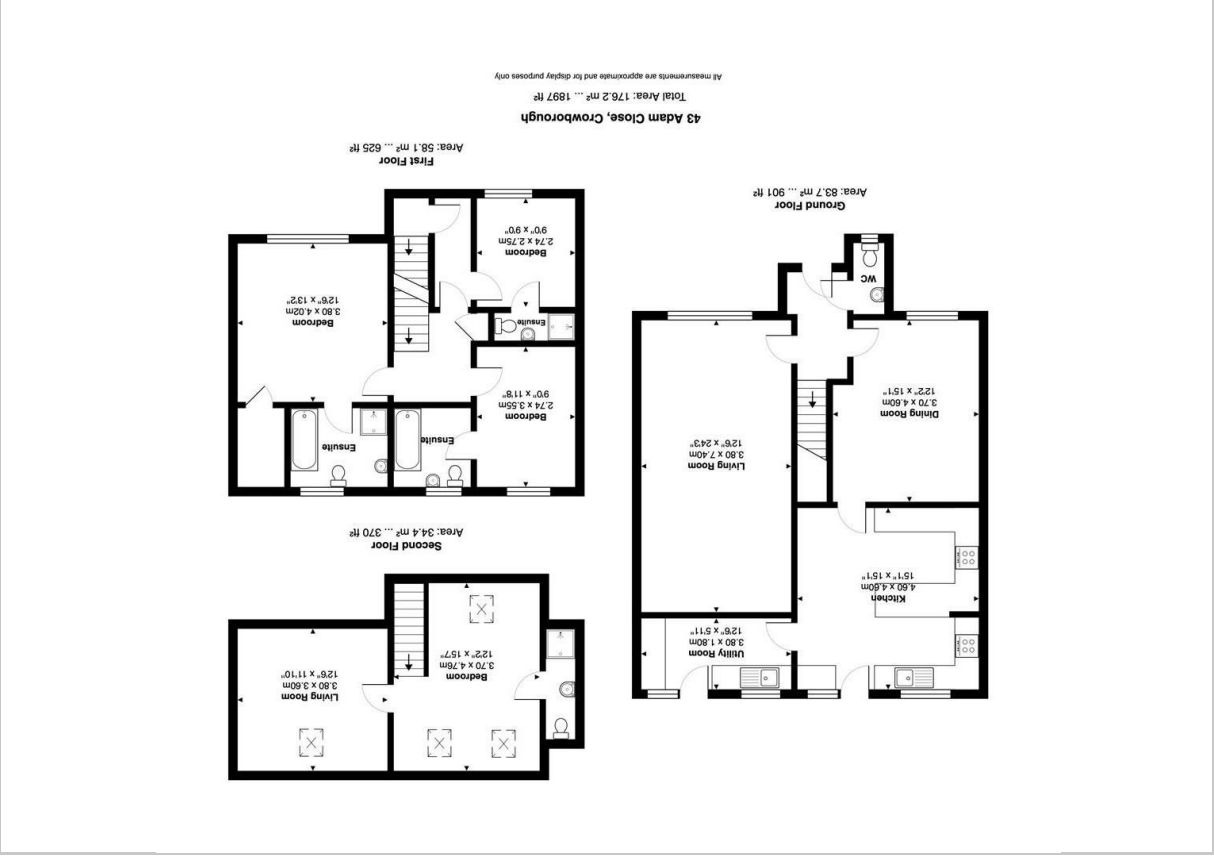 Utility Room
3.80 x 1.80m
12'6" x 5'11"
Kitchen
4.60 x 4.60m
15'1" x 15'1"
Living Room
3.80 x 7.40m
12'6" x 24'3"
Dining Room
3.70 x 4.60m
12'2" x 15'1"
WC
Ground Floor
Area: 83.7 m² ... 901 ft²
Living Room
3.80 x 3.60m
12'6" x 11'10"
Bedroom
3.70 x 4.76m
12'2" x 15'7"
Second Floor
Area: 34.4 m² ... 370 ft²
Ensuite
Ensuite
Bedroom
2.74 x 3.55m
9'0" x 11'8"
Ensuite
Bedroom
3.80 x 4.02m
12'6" x 13'2"
Bedroom
2.74 x 2.75m
9'0" x 9'0"
First Floor
Area: 58.1 m² ... 625 ft²
43 Adam Close, Crowborough
Total Area: 176.2 m² ... 1897 ft²
All measurements are approximate and for display purposes only